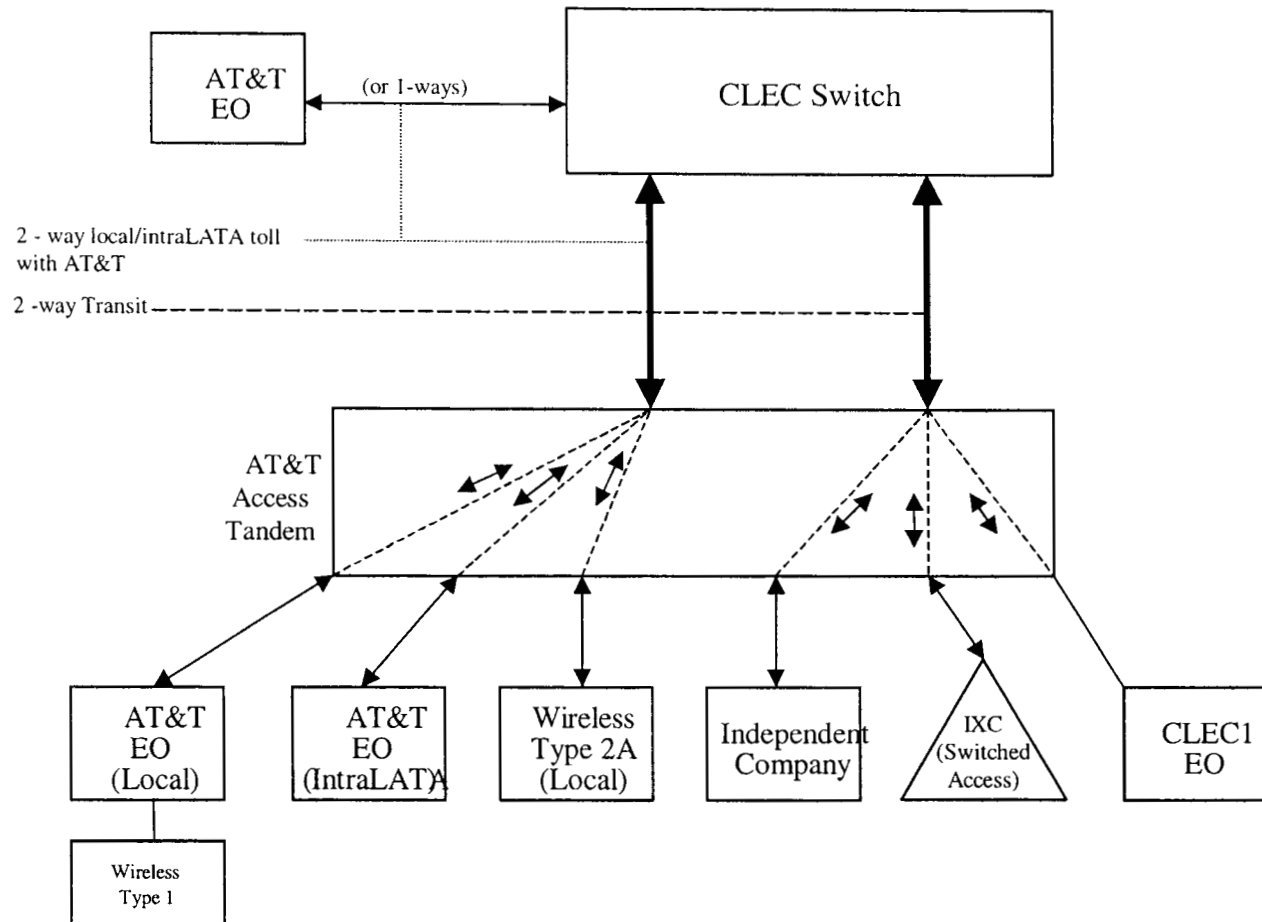 AT&T
EO
(or 1-ways)
CLEC Switch
2 - way local/intraLATA toll
with AT&T
2 -way Transit
AT&T
Access
Tandem
AT&T
EO
(Local)
AT&T
EO
(IntraLAT)A
Wireless
Type 2A
(Local)
Independent
Company
IXC
(Switched
Access)
CLEC1
EO
Wireless
Type 1